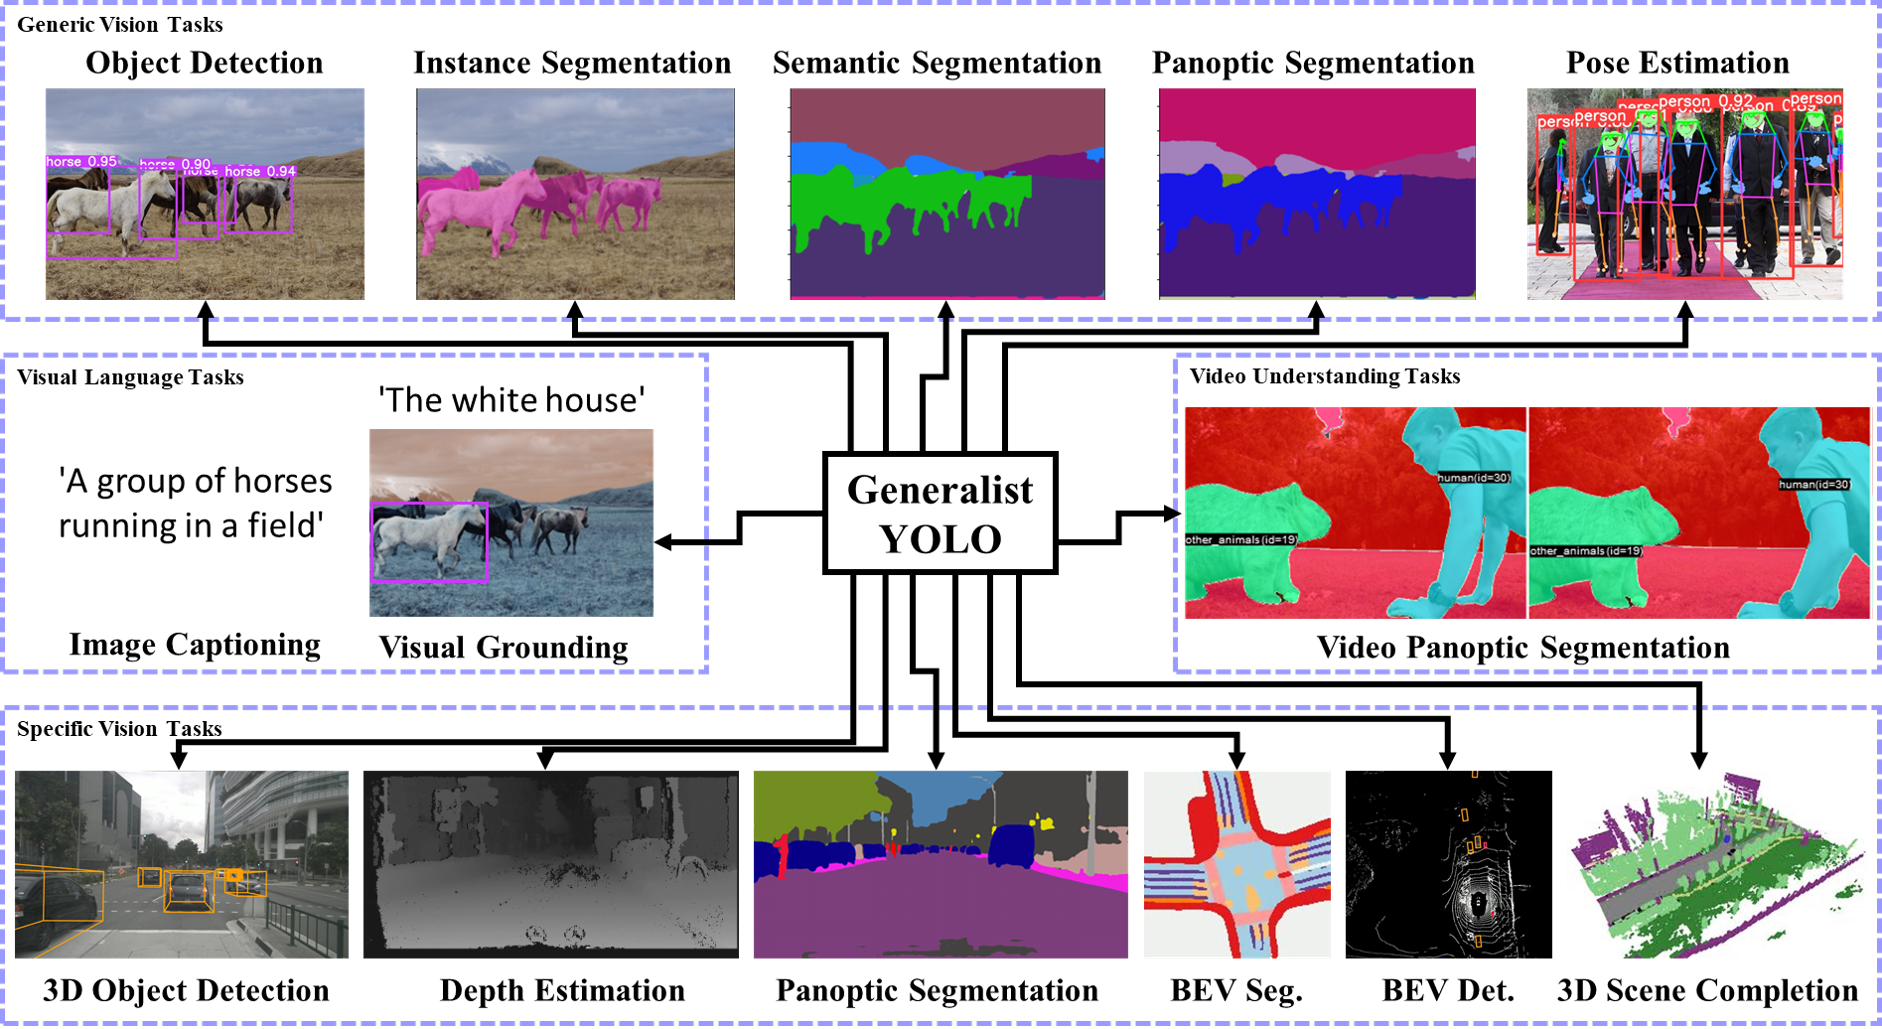 Generic Vision Tasks
Object Detection
Instance Segmentation
Semantic Segmentation
Panoptic Segmentation
Pose Estimation
horse 0.95
horse 0.90
horse
0.94
person
person
person 0.92
person
Visual Language Tasks
'The white house'
'A group of horses
running in a field'
Image Captioning
Visual Grounding
Generalist
YOLO
Video Understanding Tasks
human(id=30)
other_animals(id=19)
human(id=30)
other_animals(id=19)
Video Panoptic Segmentation
Specific Vision Tasks
3D Object Detection
Depth Estimation
Panoptic Segmentation
BEV Seg.
BEV Det.
3D Scene Completion